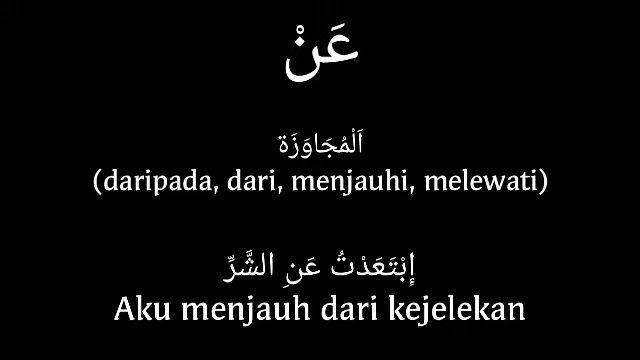 عَنْ
اَلْمُجَاوَزَة
(daripada, dari, menjauhi, melewati)
إِبْتَعَدْتُ عَنِ الشَّرِّ
Aku menjauh dari kejelekan